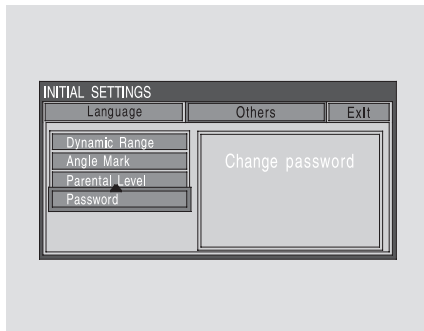 INITIAL SETTINGS
Language Others ExIt
Dynamic Range
Angle Mark
Parental Level
Password
Change password